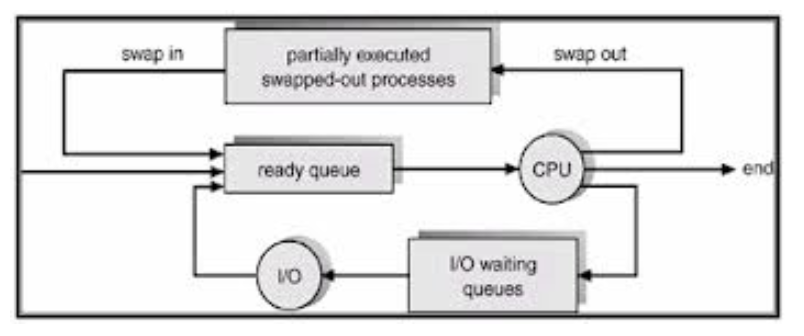 swap in
partially executed
swapped-out processes
swap out
ready queue
CPU
end
I/O
I/O waiting
queues